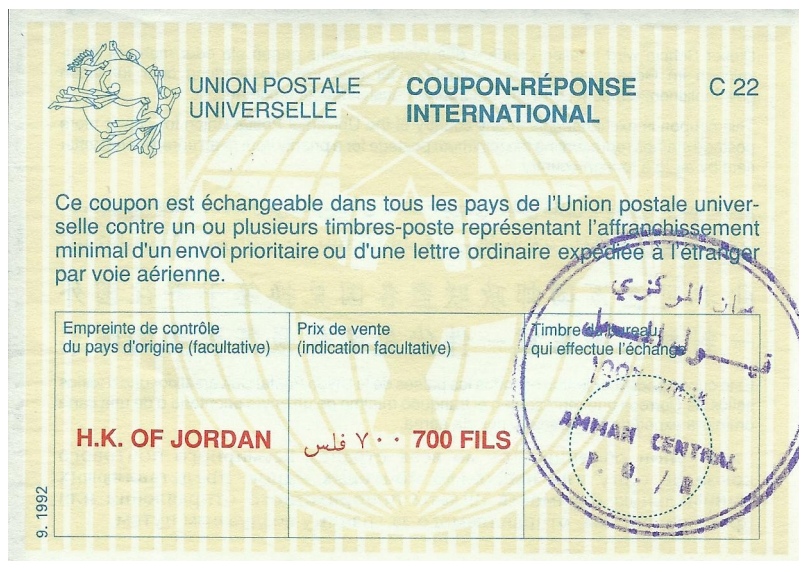 UNION POSTALE
UNIVERSELLE
COUPON-RÉPONSE
INTERNATIONAL
C 22
Ce coupon est échangeable dans tous les pays de l'Union postale univer-
selle contre un ou plusieurs timbres-poste représentant l'affranchissement
minimal d'un envoi prioritaire ou d'une lettre ordinaire expédiée à l'étranger
par voie aérienne.
Empreinte de contrôle
du pays d'origine (facultative)
Prix de vente
(indication facultative)
Timbre du bureau
qui effectue l'échange
H.K. OF JORDAN
٧٠٠ فلس 700 FILS
9. 1992
المركزي
AMMAN CENTRAL
P. O. /